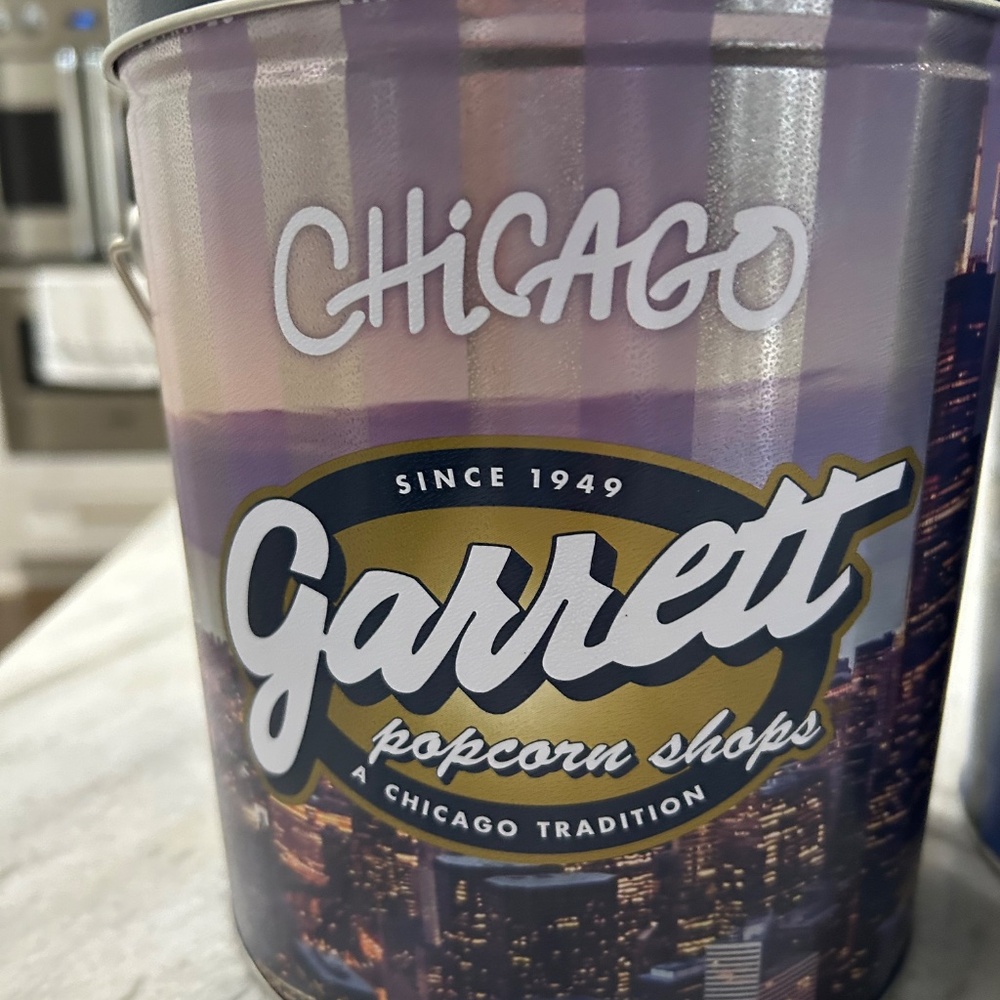 CHiCAGO
SINCE 1949
Garrett
popcorn shops
A CHICAGO TRADITION